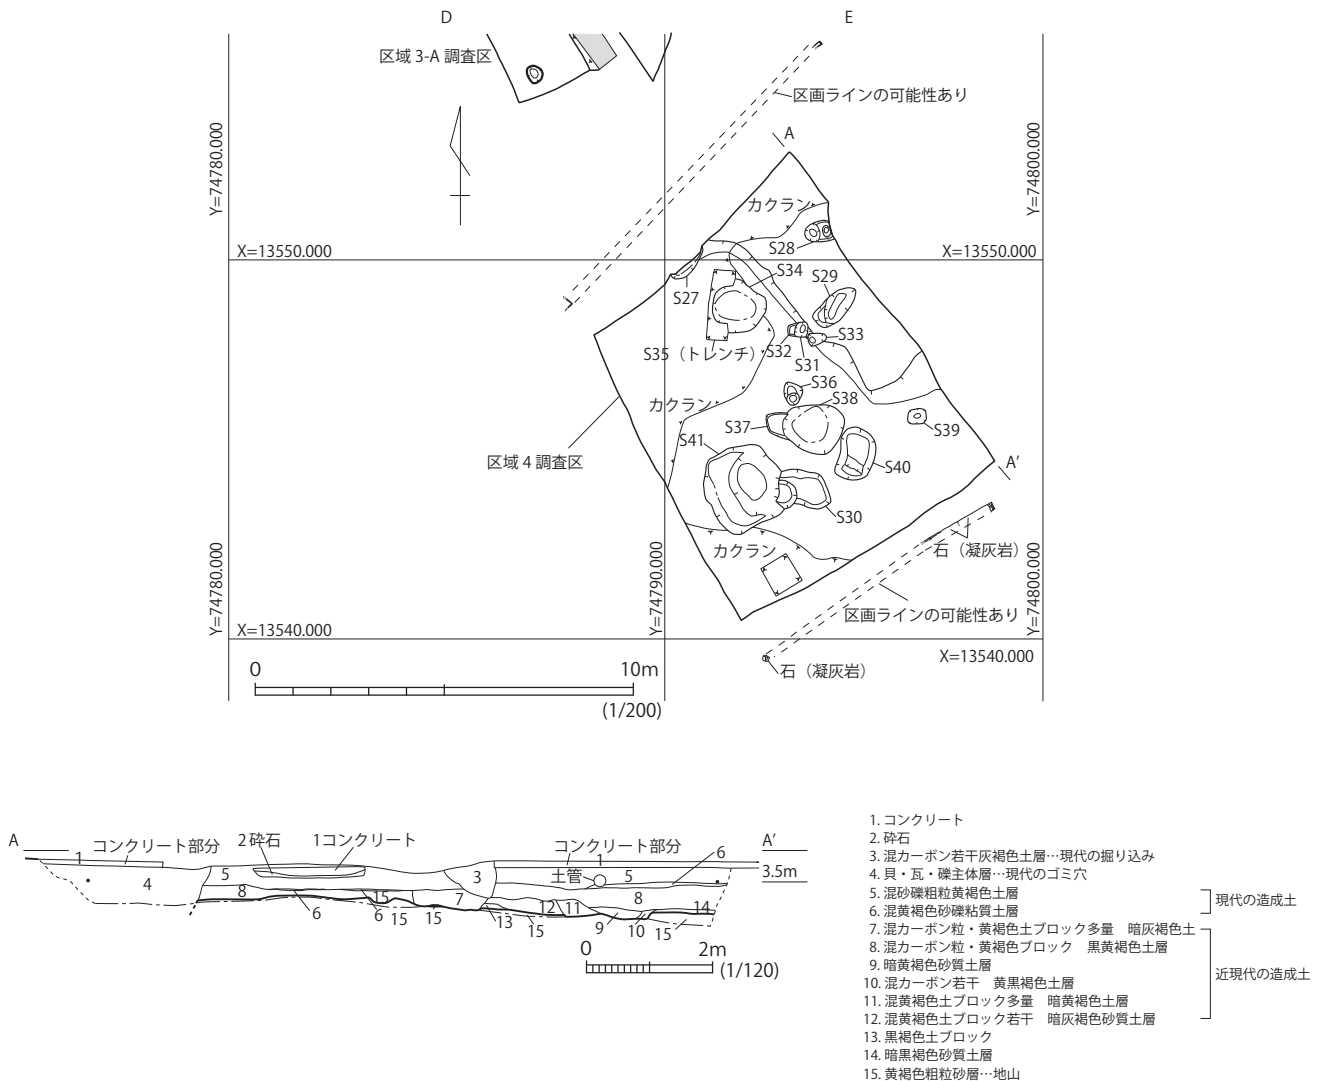 D
E
区域 3-A 調査区
区画ラインの可能性あり
A
Y=74780.000
Y=74800.000
カクラン
S28
X=13550.000
X=13550.000
S34
S29
S27
S33
S35（トレンチ）
S32
S31
S36
S38
カクラン
S37
S39
S41
区域 4 調査区
A’
S40
S30
石（凝灰岩）
カクラン
Y=74780.000
Y=74790.000
Y=74800.000
区画ラインの可能性あり
X=13540.000
X=13540.000
石（凝灰岩）
0
10m
(1/200)
A
コンクリート部分
2 砕石
1コンクリート
コンクリート部分
6
A’
1
1
土管
3.5m
4
5
3
5
8
15
7
8
6
6
15
15
13
12
11
14
15
9
10
15
0
2m
(1/120)
1. コンクリート
2. 砕石
3. 混カーボン若干灰褐色土層…現代の掘り込み
4. 貝・瓦・礫主体層…現代のゴミ穴
5. 混砂礫粗粒黄褐色土層
6. 混黄褐色砂礫粘質土層
現代の造成土
7. 混カーボン粒・黄褐色土ブロック多量　暗灰褐色土
8. 混カーボン粒・黄褐色ブロック　黒黄褐色土層
9. 暗黄褐色砂質土層
10. 混カーボン若干　黄黒褐色土層
11. 混黄褐色土ブロック多量　暗黄褐色土層
12. 混黄褐色土ブロック若干　暗灰褐色砂質土層
近現代の造成土
13. 黒褐色土ブロック
14. 暗黒褐色砂質土層
15. 黄褐色粗粒砂層…地山